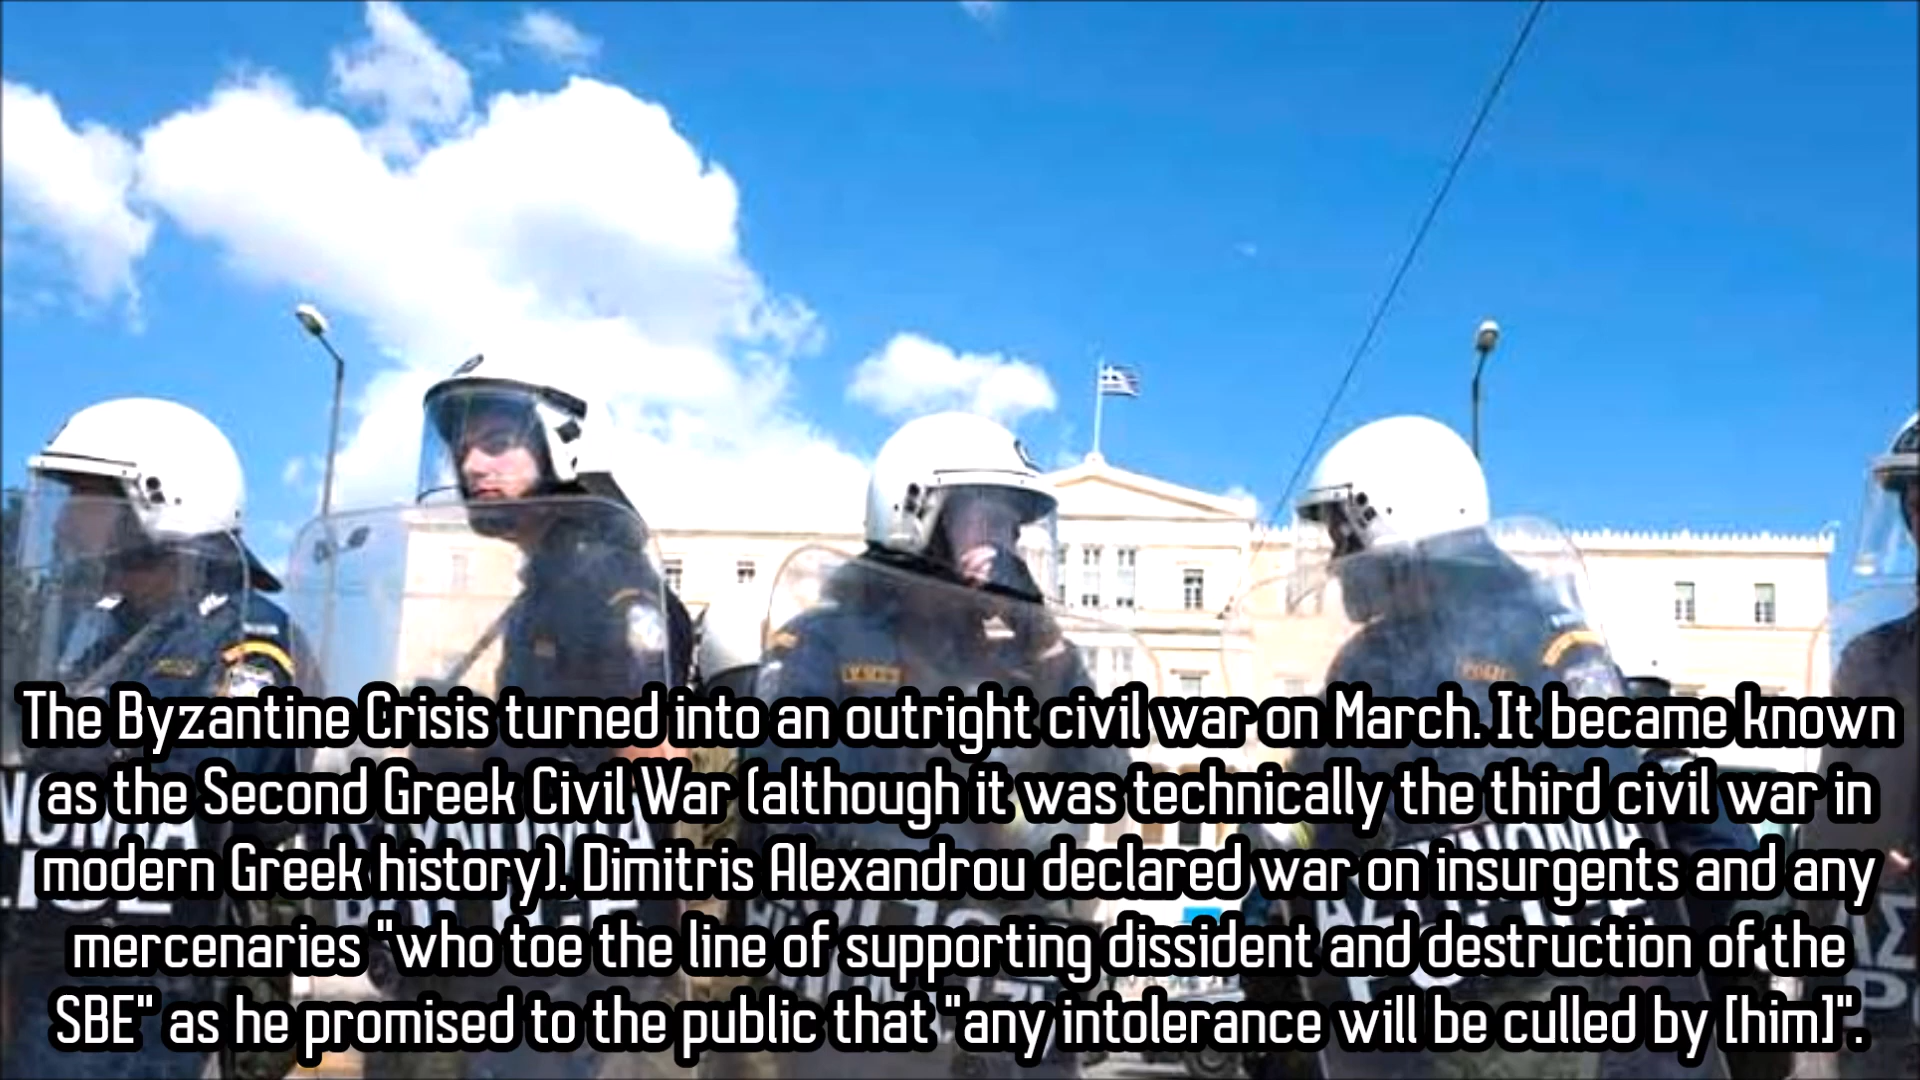 The Byzantine Crisis turned into an outright civil war on March. It became known
as the Second Greek Civil War (although it was technically the third civil war in
modern Greek history). Dimitris Alexandrou declared war on insurgents and any
mercenaries "who toe the line of supporting dissident and destruction of the
SBE" as he promised to the public that "any intolerance will be culled by [him]".